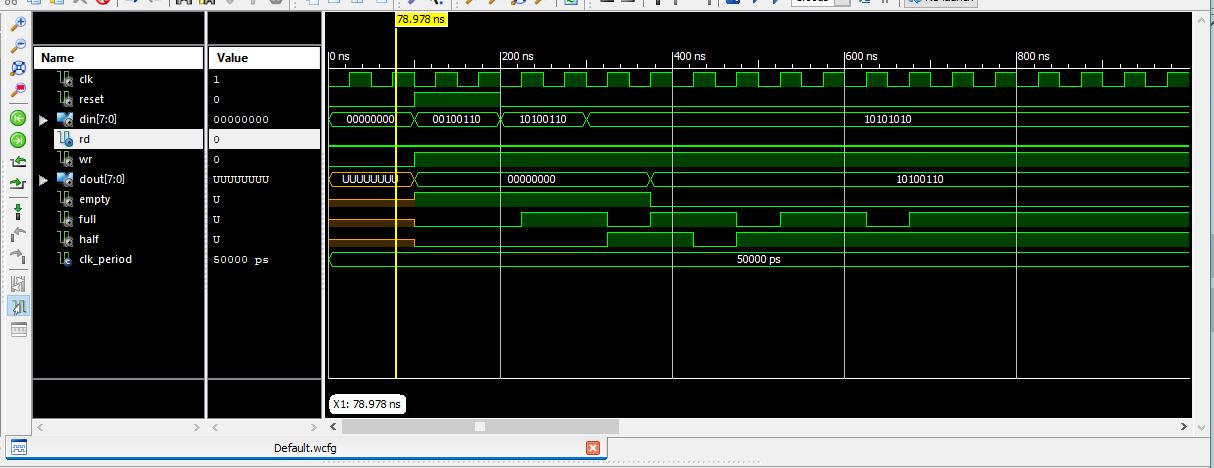 78.978 ns
Name Value
0 ns 200 ns 400 ns 600 ns 800 ns
clk 1
reset 0
din[7:0] 00000000 00000000 00100110 10100110 10101010
rd 0
wr 0
dout[7:0] UUUUUUUU UUUUUUUU 00000000 10100110
empty U
full U
half U
clk_period 50000 ps 50000 ps
X1: 78.978 ns
Default.wcfg